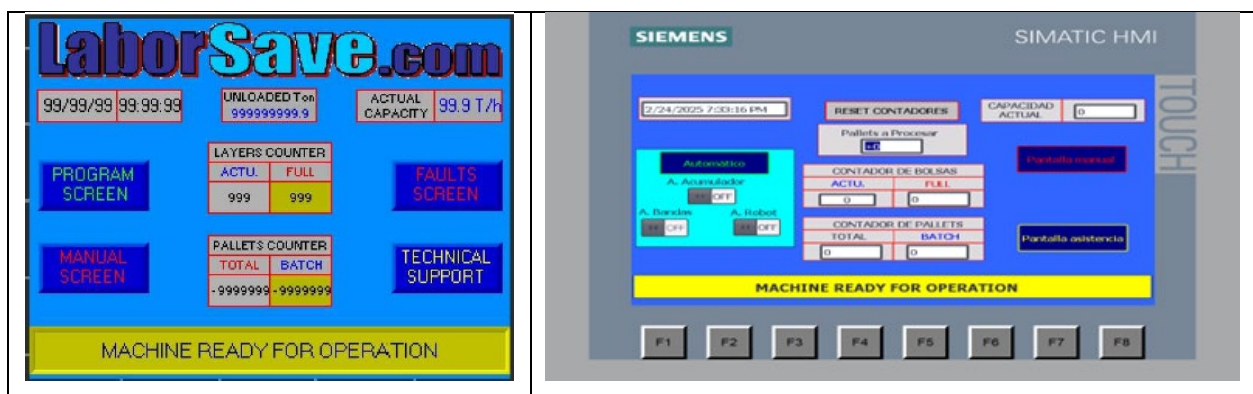 LaborSave.com
99/99/99 99:99:99
UNLOADED Ton
999999999.9
ACTUAL
CAPACITY
99.9 T/h
PROGRAM
SCREEN
LAYERS COUNTER
ACTU. FULL
999 999
FAULTS
SCREEN
MANUAL
SCREEN
PALLETS COUNTER
TOTAL BATCH
-9999999 -9999999
TECHNICAL
SUPPORT
MACHINE READY FOR OPERATION
SIEMENS
SIMATIC HMI
TOUCH
2/24/2025 7:33:16 PM
RESET CONTADORES
CAPACIDAD
ACTUAL
0
Pallets a Procesar
+0
Automático
A. Acumulador
OFF
A. Bandas A. Robot
OFF OFF
CONTADOR DE BOLSAS
ACTU. FULL
0 0
CONTADOR DE PALLETS
TOTAL BATCH
0 0
Pantalla manual
Pantalla asistencia
MACHINE READY FOR OPERATION
F1 F2 F3 F4 F5 F6 F7 F8